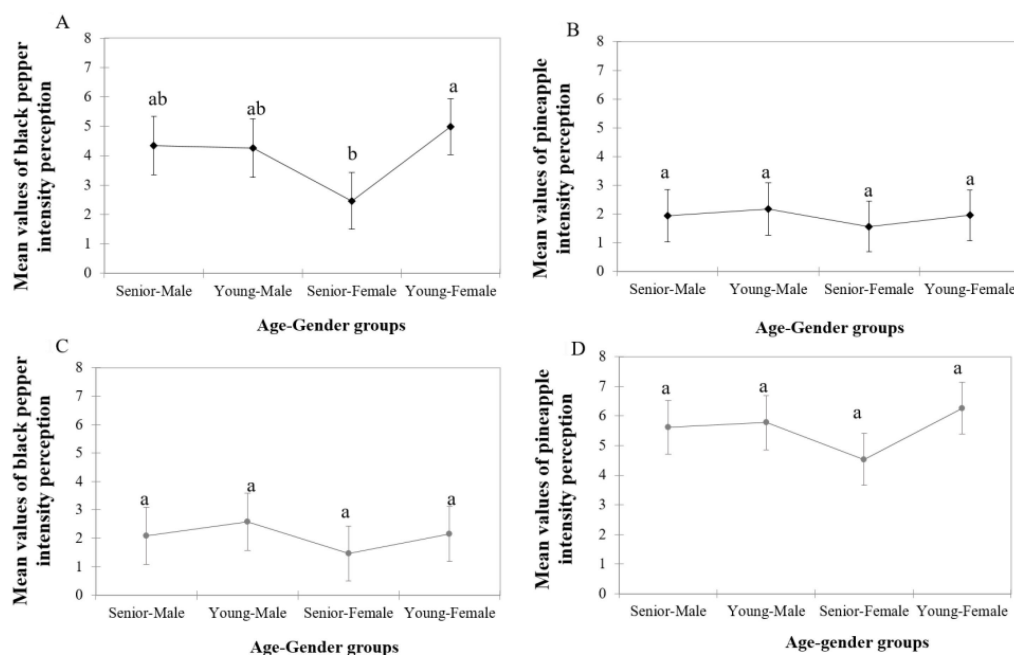 A
Mean values of black pepper
intensity perception
8
7
6
5
4
3
2
1
0
ab
ab
b
a
Senior-Male Young-Male Senior-Female Young-Female
Age-Gender groups
B
Mean values of pineapple
intensity perception
8
7
6
5
4
3
2
1
0
a
a
a
a
Senior-Male Young-Male Senior-Female Young-Female
Age-Gender groups
C
Mean values of black pepper
intensity perception
8
7
6
5
4
3
2
1
0
a
a
a
a
Senior-Male Young-Male Senior-Female Young-Female
Age-Gender groups
D
Mean values of pineapple
intensity perception
8
7
6
5
4
3
2
1
0
a
a
a
a
Senior-Male Young-Male Senior-Female Young-Female
Age-gender groups